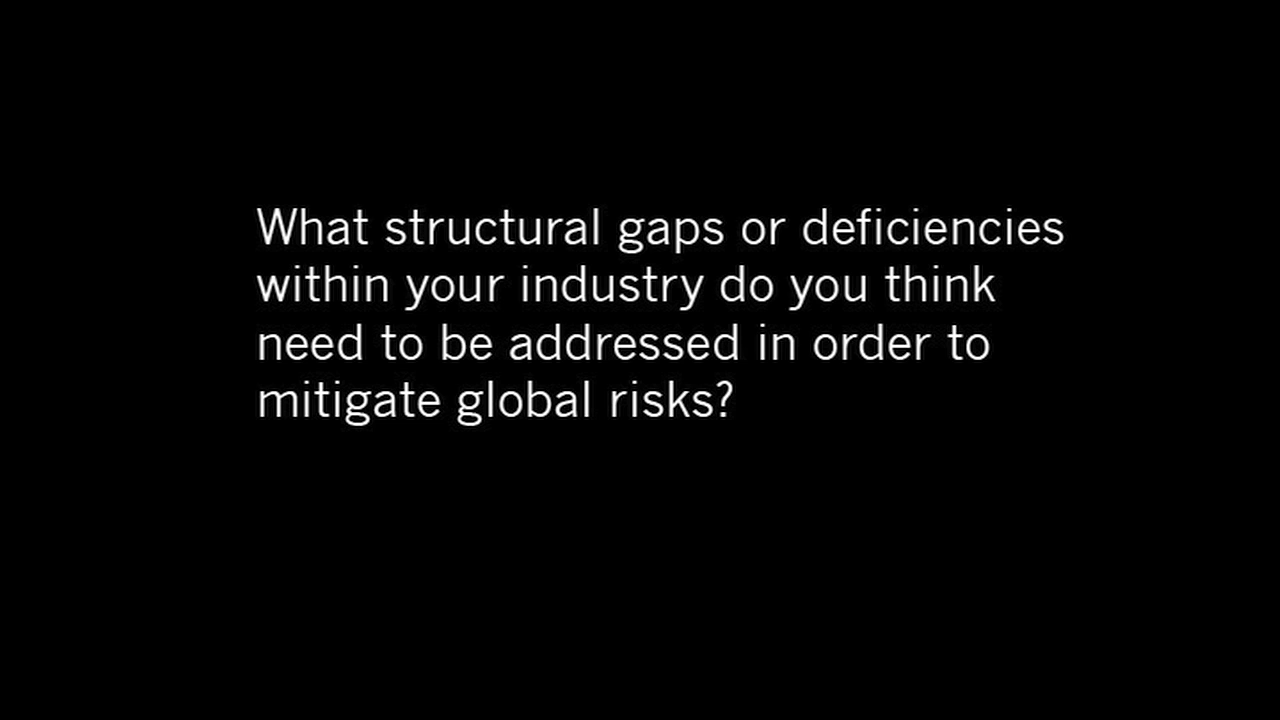 What structural gaps or deficiencies
within your industry do you think
need to be addressed in order to
mitigate global risks?